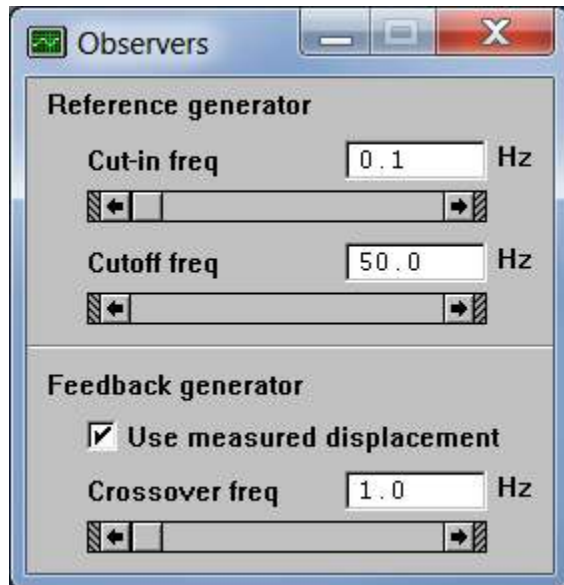 Observers
Reference generator
Cut-in freq 0.1 Hz
Cutoff freq 50.0 Hz
Feedback generator
Use measured displacement
Crossover freq 1.0 Hz